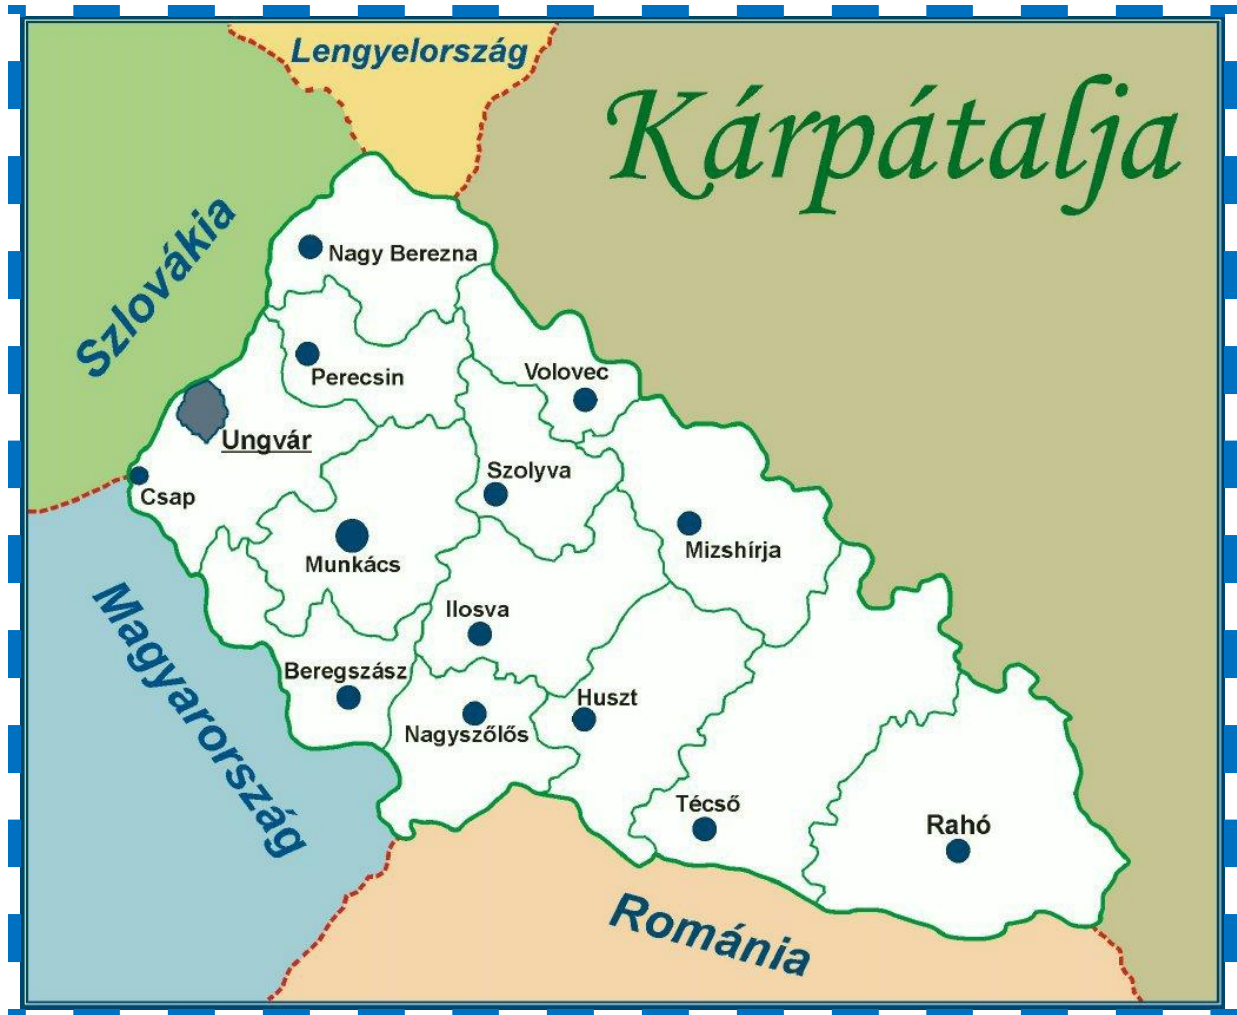 Lengyelország
Kárpátalja
Szlovákia
Nagy Berezna
Perecsin
Volovec
Ungvár
Szolyva
Csap
Mizshírja
Munkács
Ilosva
Magyarország
Beregszász
Huszt
Nagyszőlős
Técső
Rahó
Románia